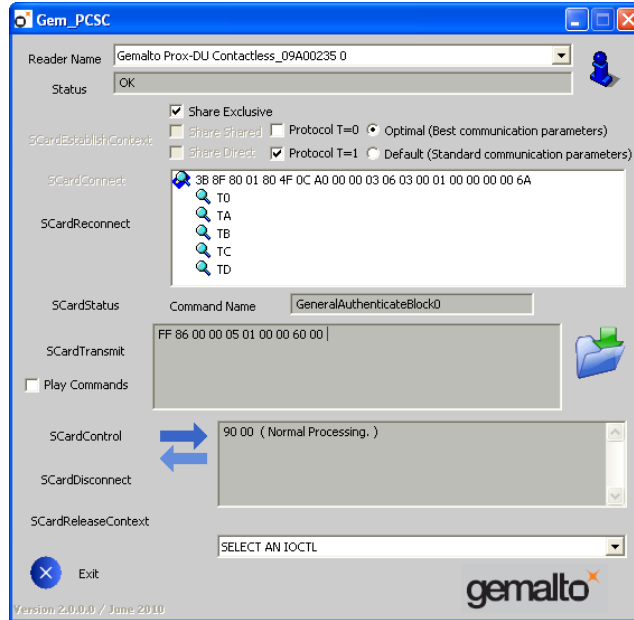 Gem_PCSC
Reader Name
Gemalto Prox-DU Contactless_09A00235 0
Status
OK
Share Exclusive
SCardEstablishContext
Share Shared
Protocol T=0
Optimal (Best communication parameters)
Share Direct
Protocol T=1
Default (Standard communication parameters)
SCardConnect
3B 8F 80 01 80 4F 0C A0 00 00 03 06 03 00 01 00 00 00 00 6A
T0
TA
SCardReconnect
TB
TC
TD
SCardStatus
Command Name
GeneralAuthenticateBlock0
FF 86 00 00 05 01 00 00 60 00
SCardTransmit
Play Commands
SCardControl
90 00 ( Normal Processing. )
SCardDisconnect
SCardReleaseContext
SELECT AN IOCTL
Exit
gemalto
Version 2.0.0.0 / June 2010